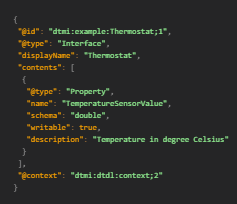 {
"@id": "dtmi:example:Thermostat;1",
"@type": "Interface",
"displayName": "Thermostat",
"contents": [
{
"@type": "Property",
"name": "TemperatureSensorValue",
"schema": "double",
"writable": true,
"description": "Temperature in degree Celsius"
}
],
"@context": "dtmi:dtdl:context;2"
}